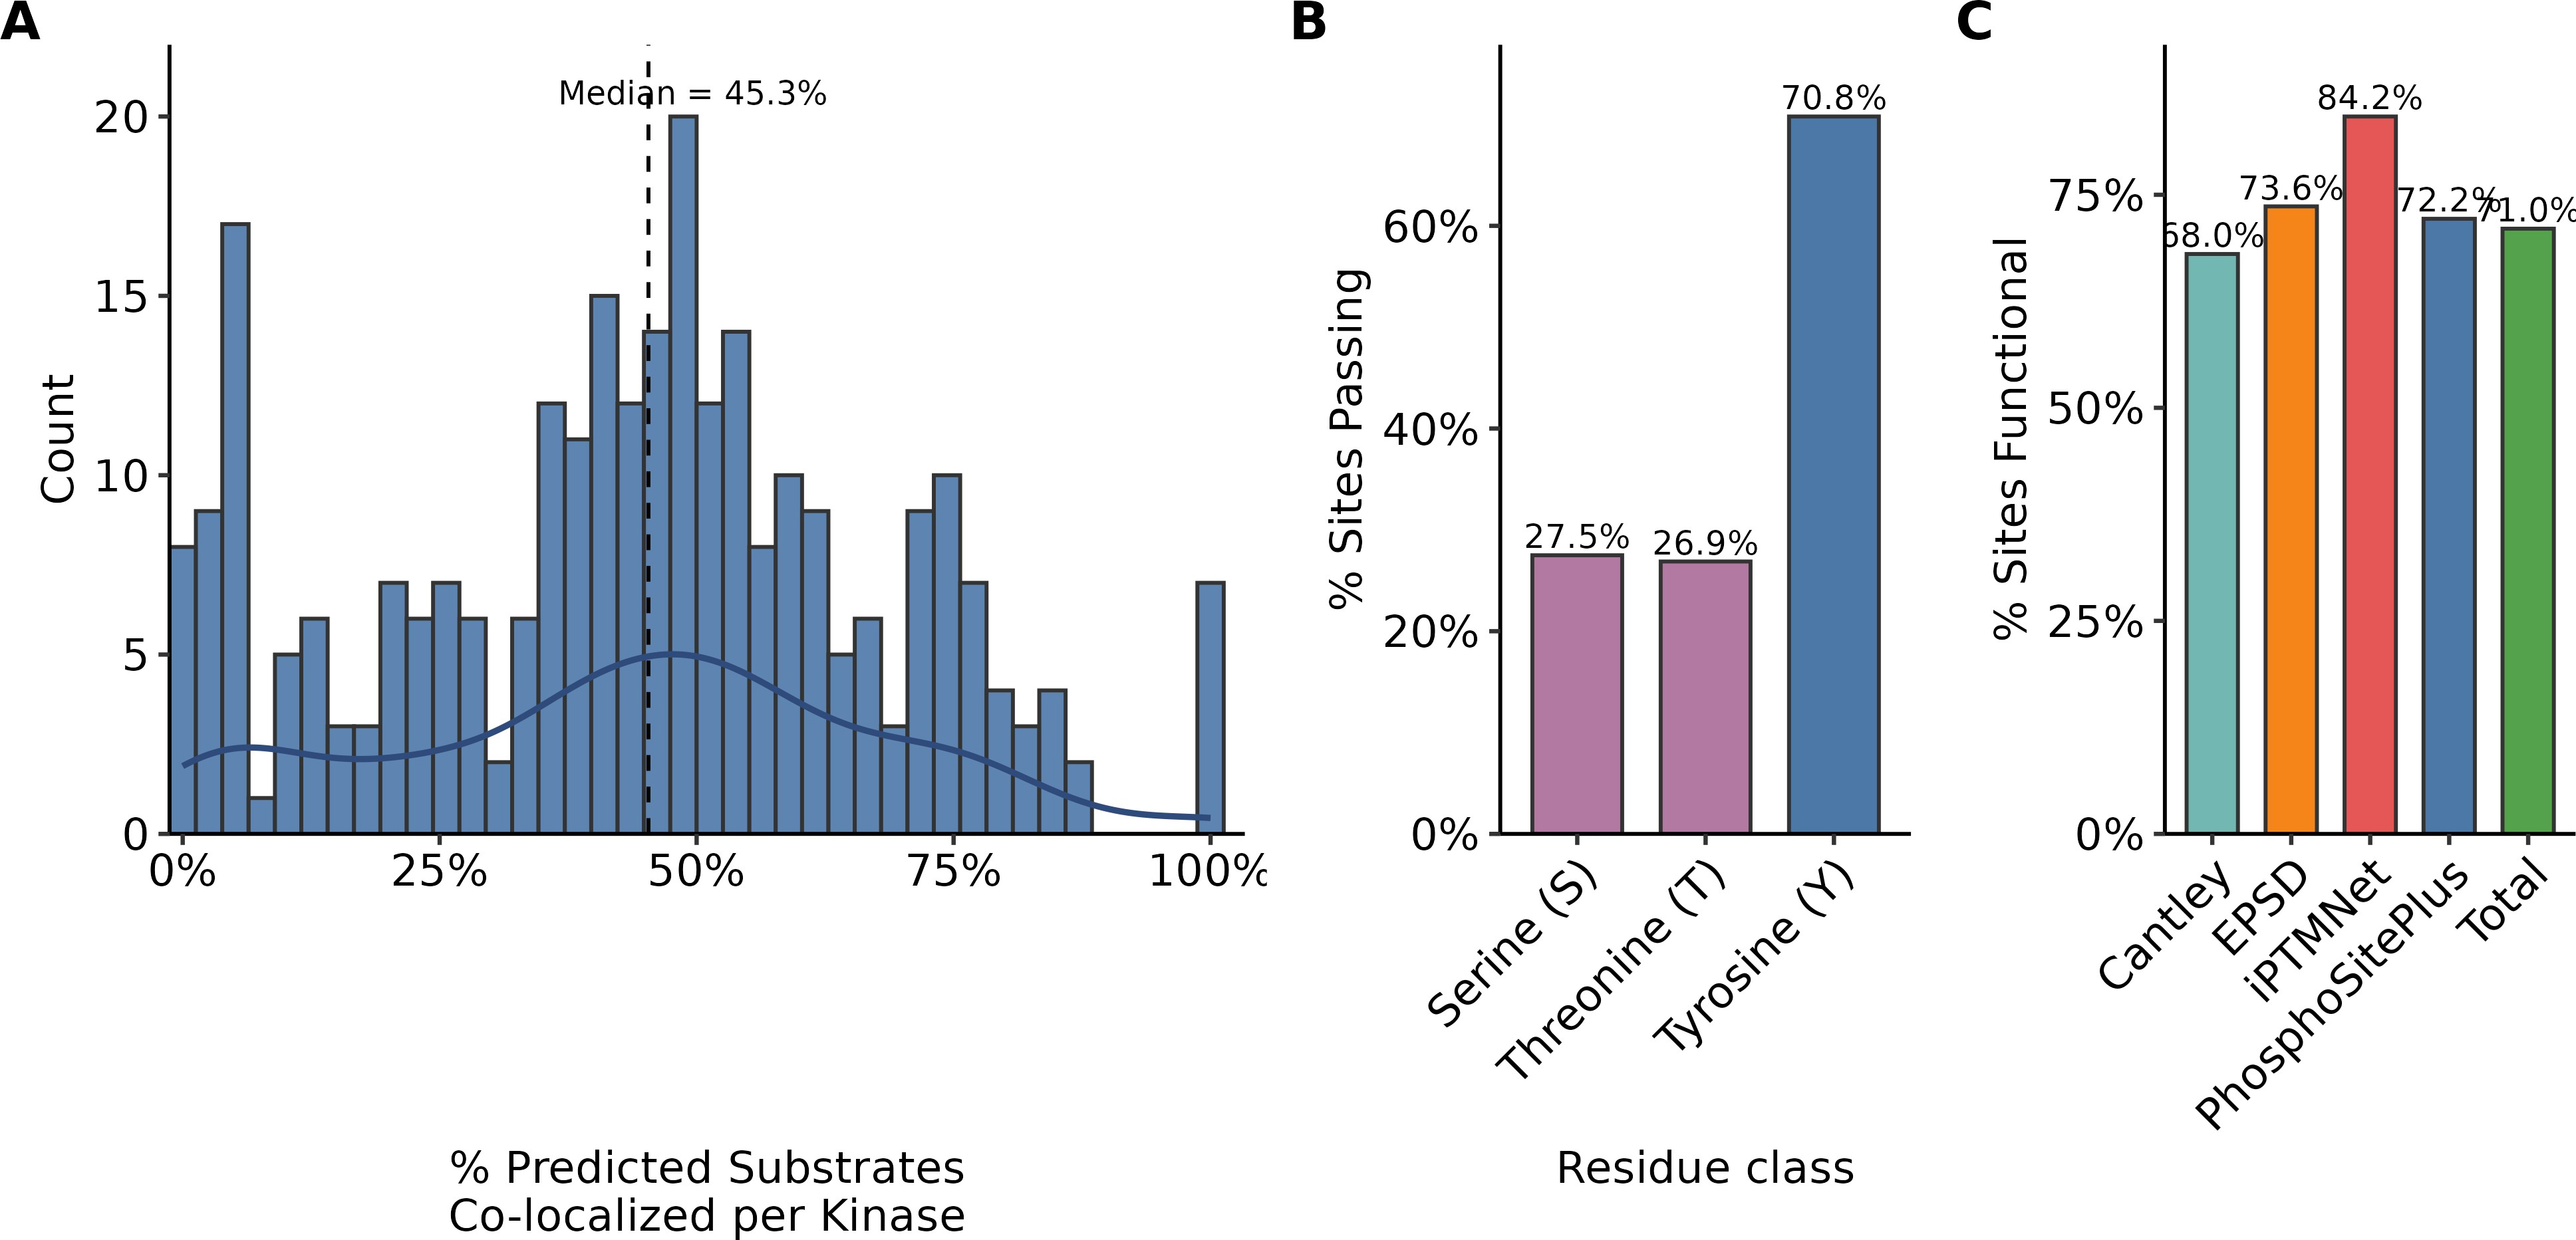 A
Median = 45.3%
Count
20
15
10
5
0
0% 25% 50% 75% 100%
% Predicted Substrates
Co-localized per Kinase
B
% Sites Passing
60%
40%
20%
0%
27.5% 26.9% 70.8%
Serine (S)
Threonine (T)
Tyrosine (Y)
Residue class
C
% Sites Functional
75%
50%
25%
0%
68.0% 73.6% 84.2% 72.2% 71.0%
Cantley
EPSD
iPTMNet
PhosphoSitePlus
Total